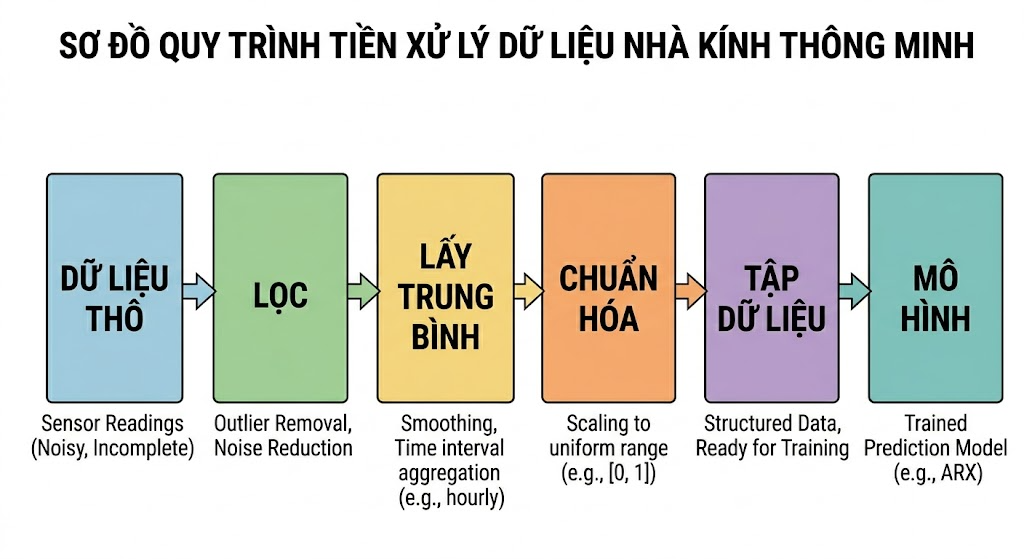 SƠ ĐỒ QUY TRÌNH TIỀN XỬ LÝ DỮ LIỆU NHÀ KÍNH THÔNG MINH
DỮ LIỆU
THÔ
Sensor Readings
(Noisy, Incomplete)
LỌC
Outlier Removal,
Noise Reduction
LẤY
TRUNG
BÌNH
Smoothing,
Time interval
aggregation
(e.g., hourly)
CHUẨN
HÓA
Scaling to
uniform range
(e.g., [0, 1])
TẬP
DỮ LIỆU
Structured Data,
Ready for Training
MÔ
HÌNH
Trained
Prediction Model
(e.g., ARX)